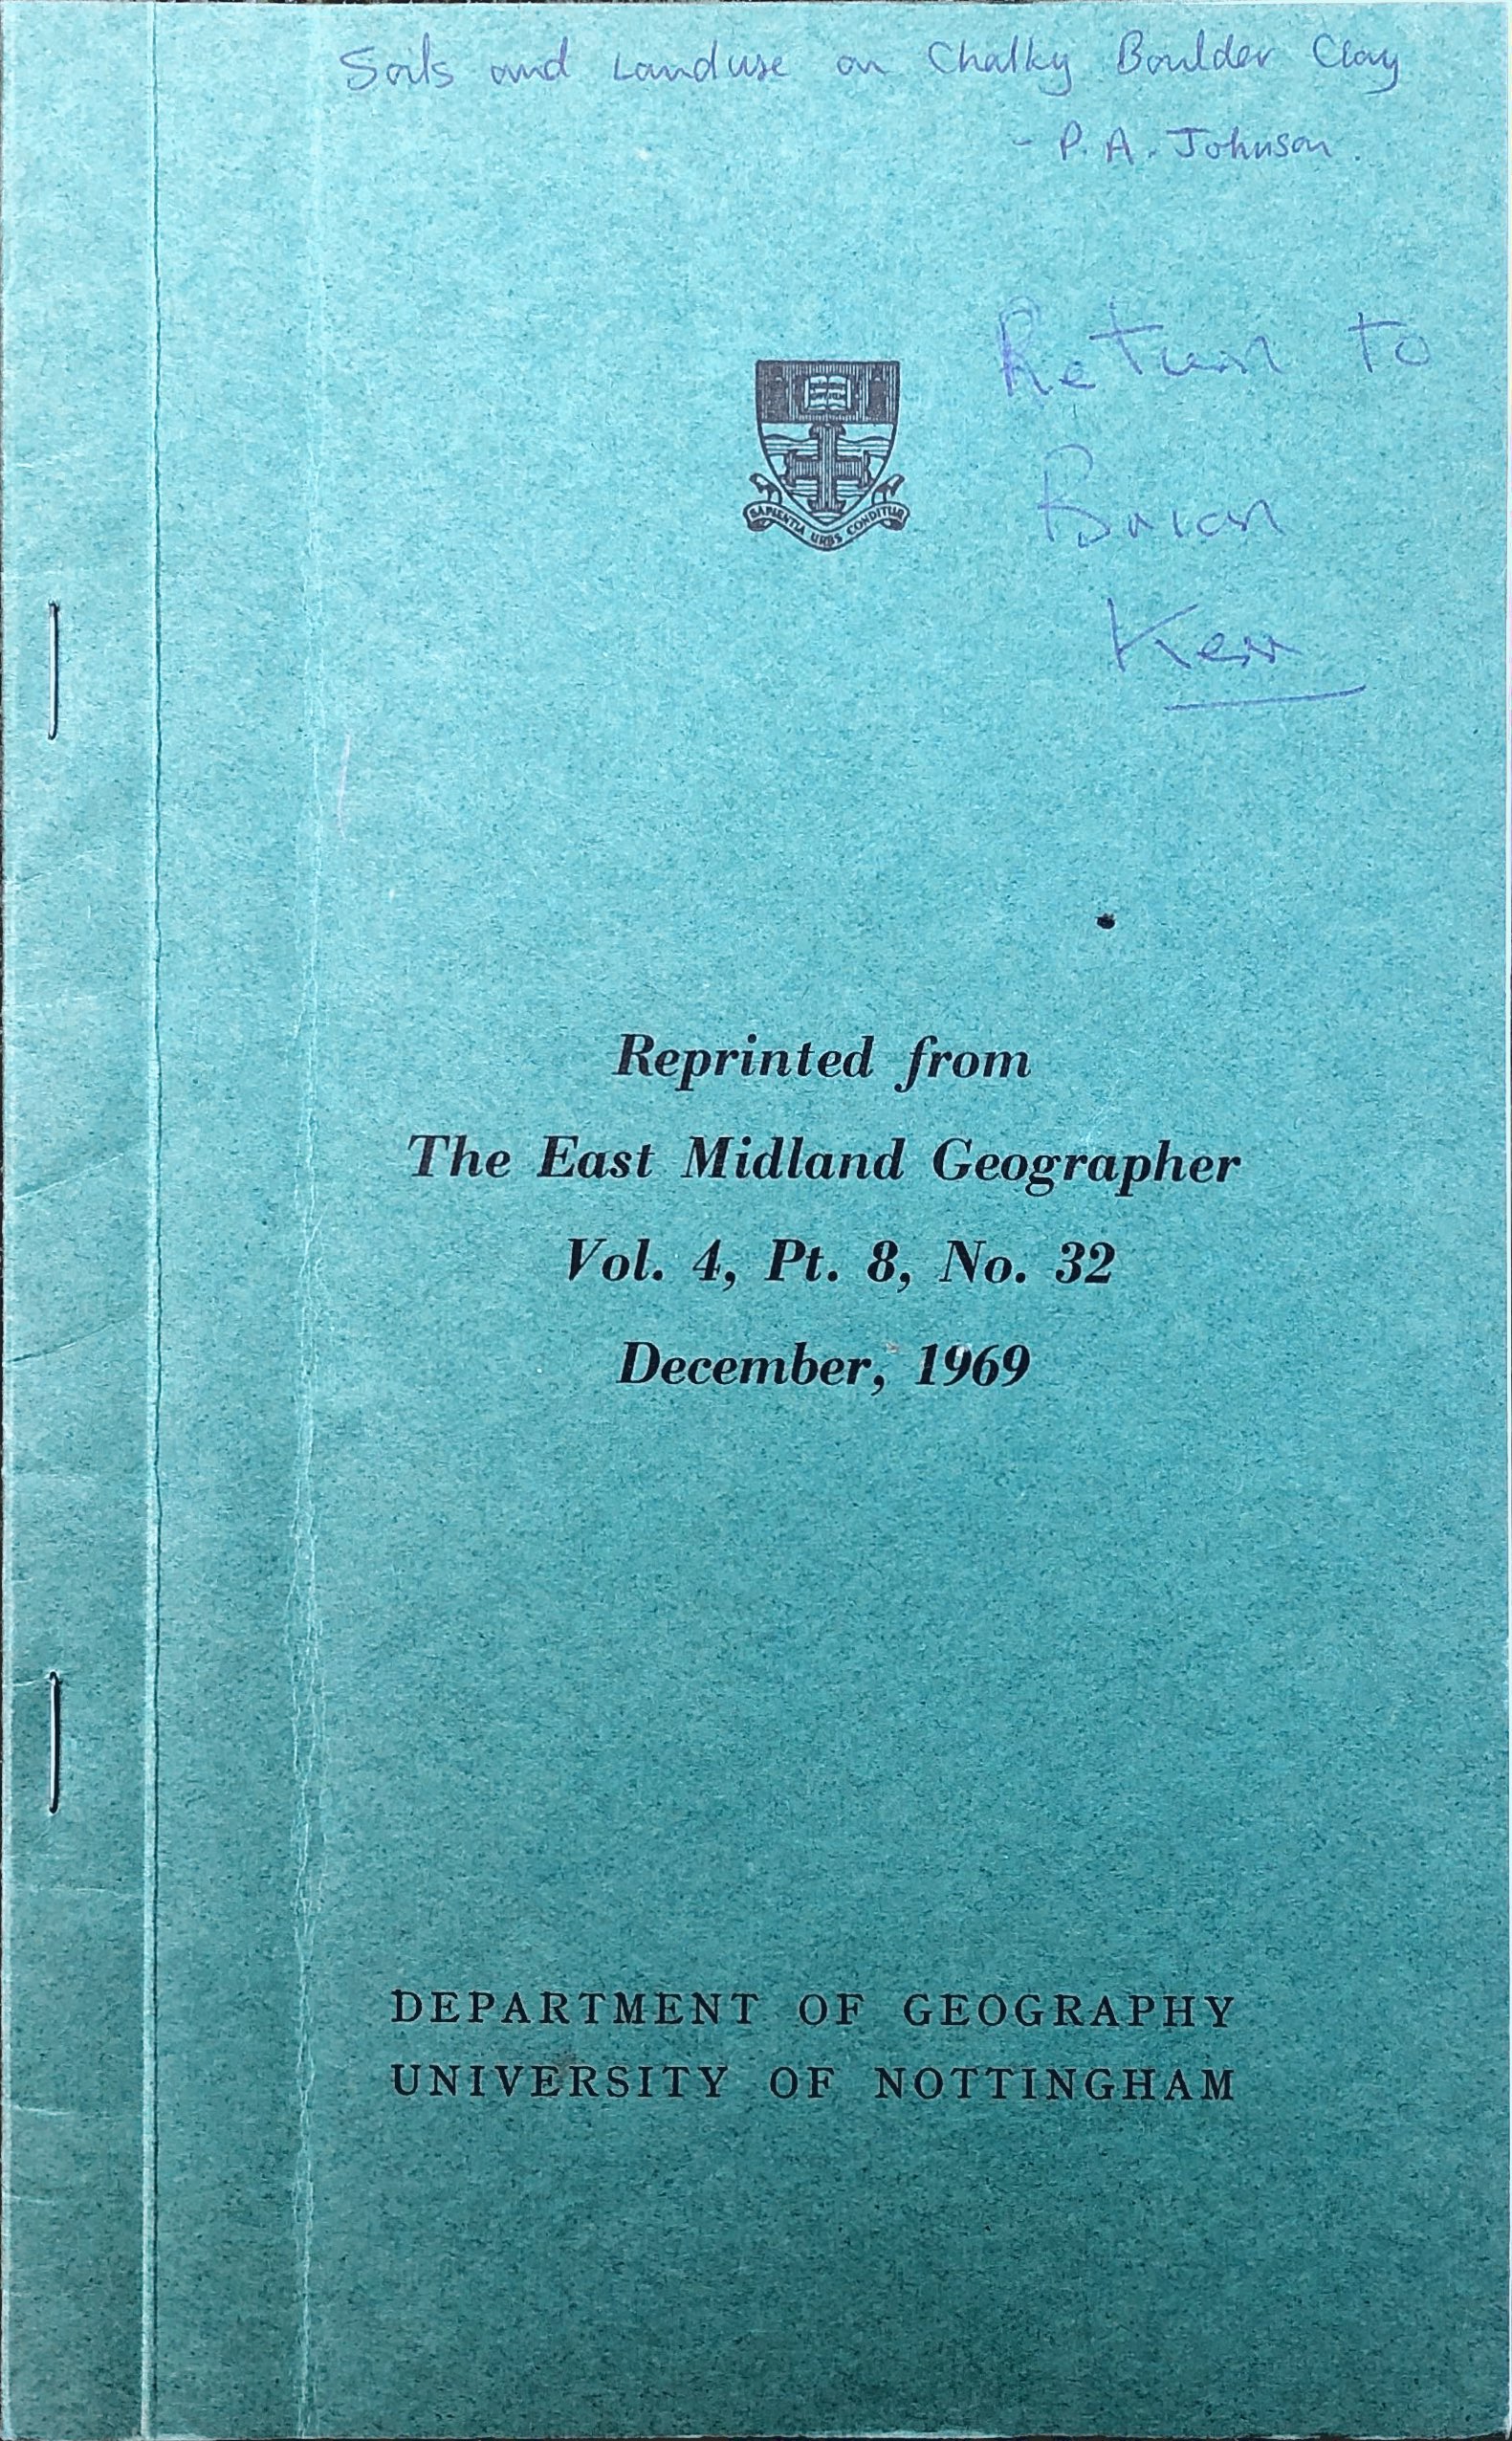 Soils and Landuse on Chalky Boulder Clay
- P. A. Johnson.
Return to
Brian
Kerr
SAPIENTIA URBS CONDITUR
Reprinted from
The East Midland Geographer
Vol. 4, Pt. 8, No. 32
December, 1969
DEPARTMENT OF GEOGRAPHY
UNIVERSITY OF NOTTINGHAM